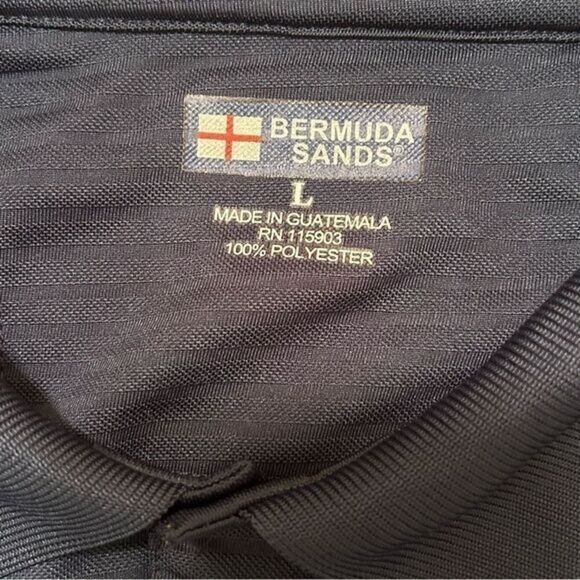 BERMUDA
SANDS®
L
MADE IN GUATEMALA
RN 115903
100% POLYESTER